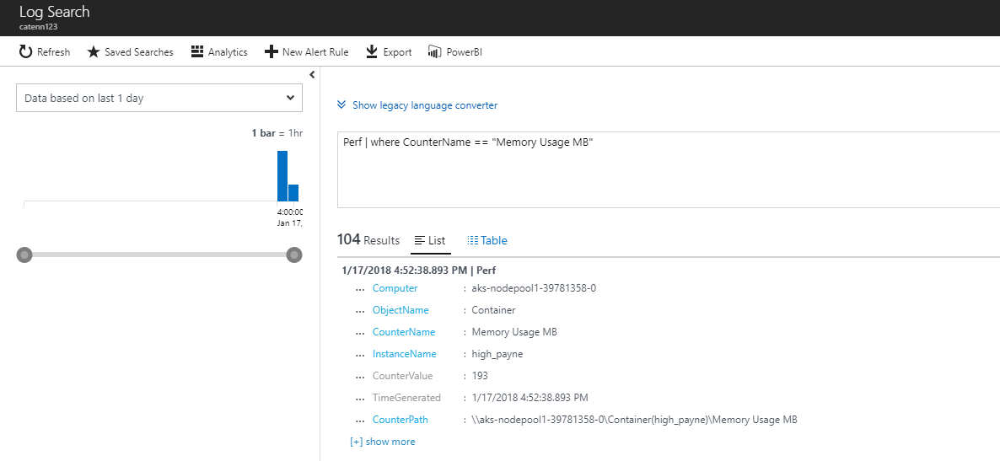 Log Search
catenn123
Refresh Saved Searches Analytics New Alert Rule Export PowerBI
Data based on last 1 day
1 bar = 1hr
4:00:00
Jan 17,
Show legacy language converter
Perf | where CounterName == "Memory Usage MB"
104 Results List Table
1/17/2018 4:52:38.893 PM | Perf
... Computer : aks-nodepool1-39781358-0
... ObjectName : Container
... CounterName : Memory Usage MB
... InstanceName : high_payne
... CounterValue : 193
... TimeGenerated : 1/17/2018 4:52:38.893 PM
... CounterPath : \\aks-nodepool1-39781358-0\Container(high_payne)\Memory Usage MB
[+] show more